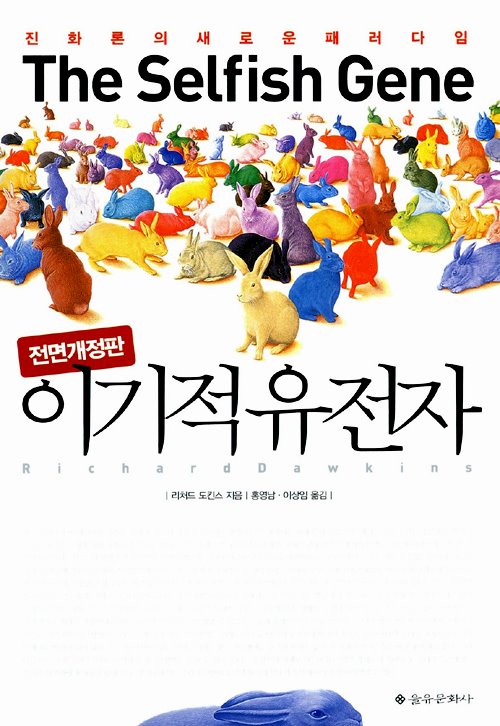 진화론의새로운패러다임
The Selfish Gene
전면개정판
이기적 유전자
Richard Dawkins
| 리처드 도킨스 지음 | 홍영남 · 이상임 옮김 |
을유문화사